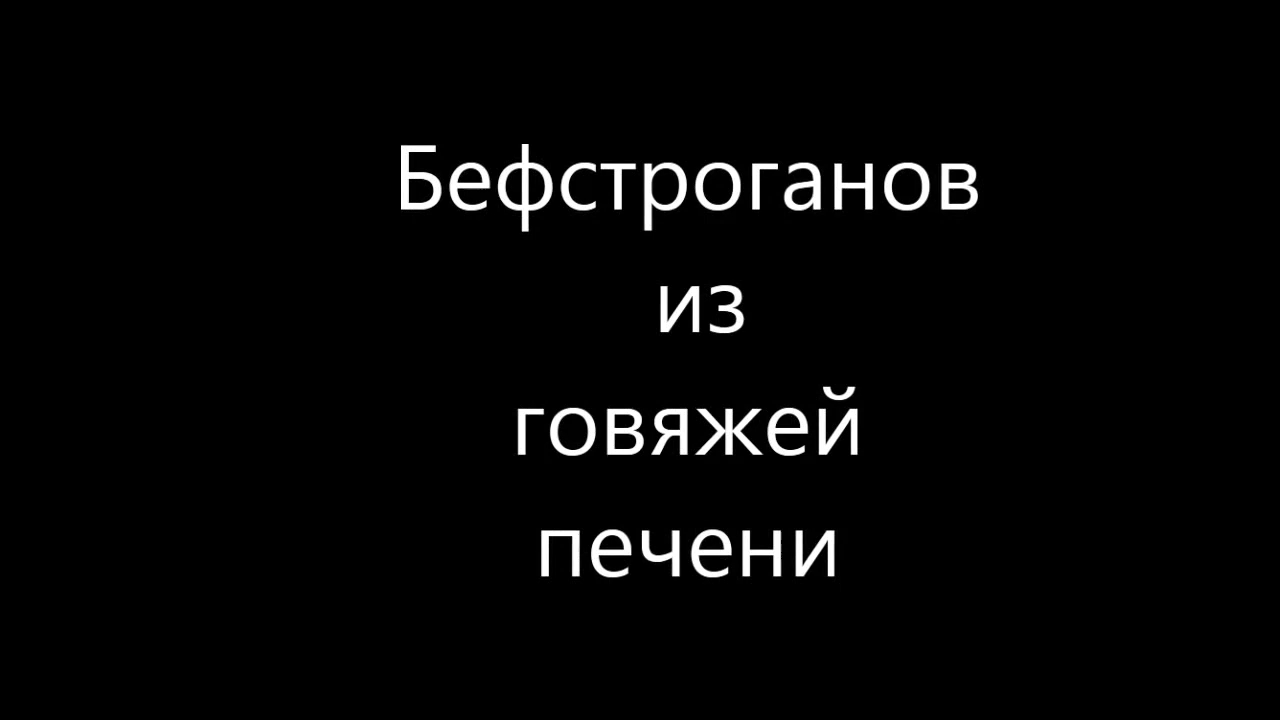 Бефстроганов
из
говяжей
печени